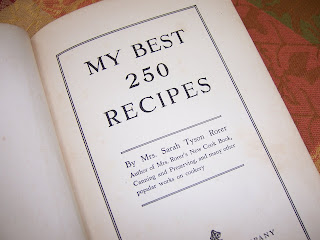 MY BEST
250
RECIPES
By Mrs. Sarah Tyson Rorer
Author of Mrs. Rorer's New Cook Book,
Canning and Preserving, and many other
popular works on cookery
COMPANY